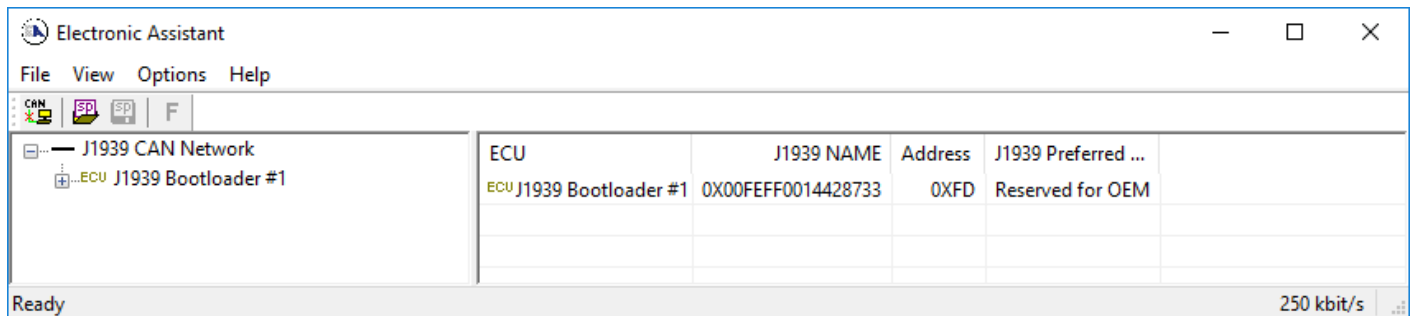 Electronic Assistant
File View Options Help
CAN SP SP F
J1939 CAN Network
ECU J1939 Bootloader #1
ECU J1939 NAME Address J1939 Preferred ...
ECU J1939 Bootloader #1 0X00FEFF0014428733 0XFD Reserved for OEM
Ready 250 kbit/s